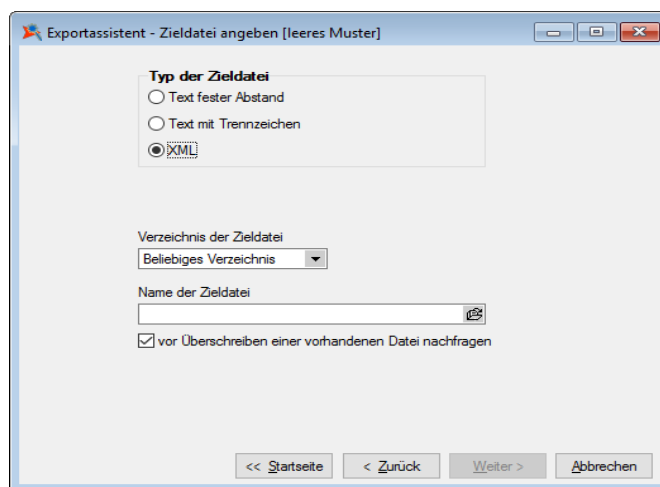 Exportassistent - Zieldatei angeben [leeres Muster]
Typ der Zieldatei
Text fester Abstand
Text mit Trennzeichen
XML
Verzeichnis der Zieldatei
Beliebiges Verzeichnis
Name der Zieldatei
vor Überschreiben einer vorhandenen Datei nachfragen
<< Startseite < Zurück Weiter > Abbrechen